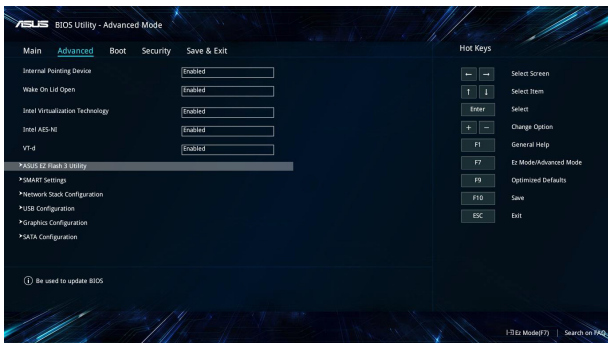 ASUS BIOS Utility - Advanced Mode
Main Advanced Boot Security Save & Exit
Hot Keys
Internal Pointing Device Enabled
Wake On Lid Open Enabled
Intel Virtualization Technology Enabled
Intel AES-NI Enabled
VT-d Enabled
>ASUS EZ Flash 3 Utility
>SMART Settings
>Network Stack Configuration
>USB Configuration
>Graphics Configuration
>SATA Configuration
← → Select Screen
↑ ↓ Select Item
Enter Select
+ − Change Option
F1 General Help
F7 Ez Mode/Advanced Mode
F9 Optimized Defaults
F10 Save
ESC Exit
i Be used to update BIOS
Ez Mode(F7) | Search on FAQ